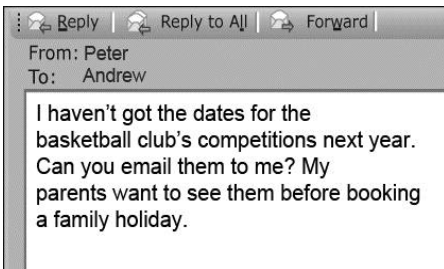 Reply Reply to All Forward
From: Peter
To: Andrew
I haven't got the dates for the
basketball club's competitions next year.
Can you email them to me? My
parents want to see them before booking
a family holiday.